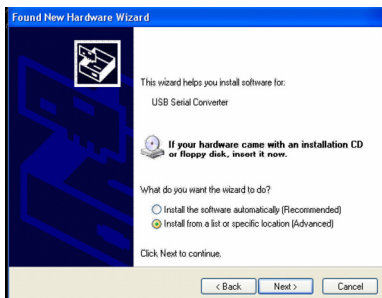 Found New Hardware Wizard
This wizard helps you install software for:
USB Serial Converter
If your hardware came with an installation CD
or floppy disk, insert it now.
What do you want the wizard to do?
Install the software automatically (Recommended)
Install from a list or specific location (Advanced)
Click Next to continue.
< Back
Next >
Cancel